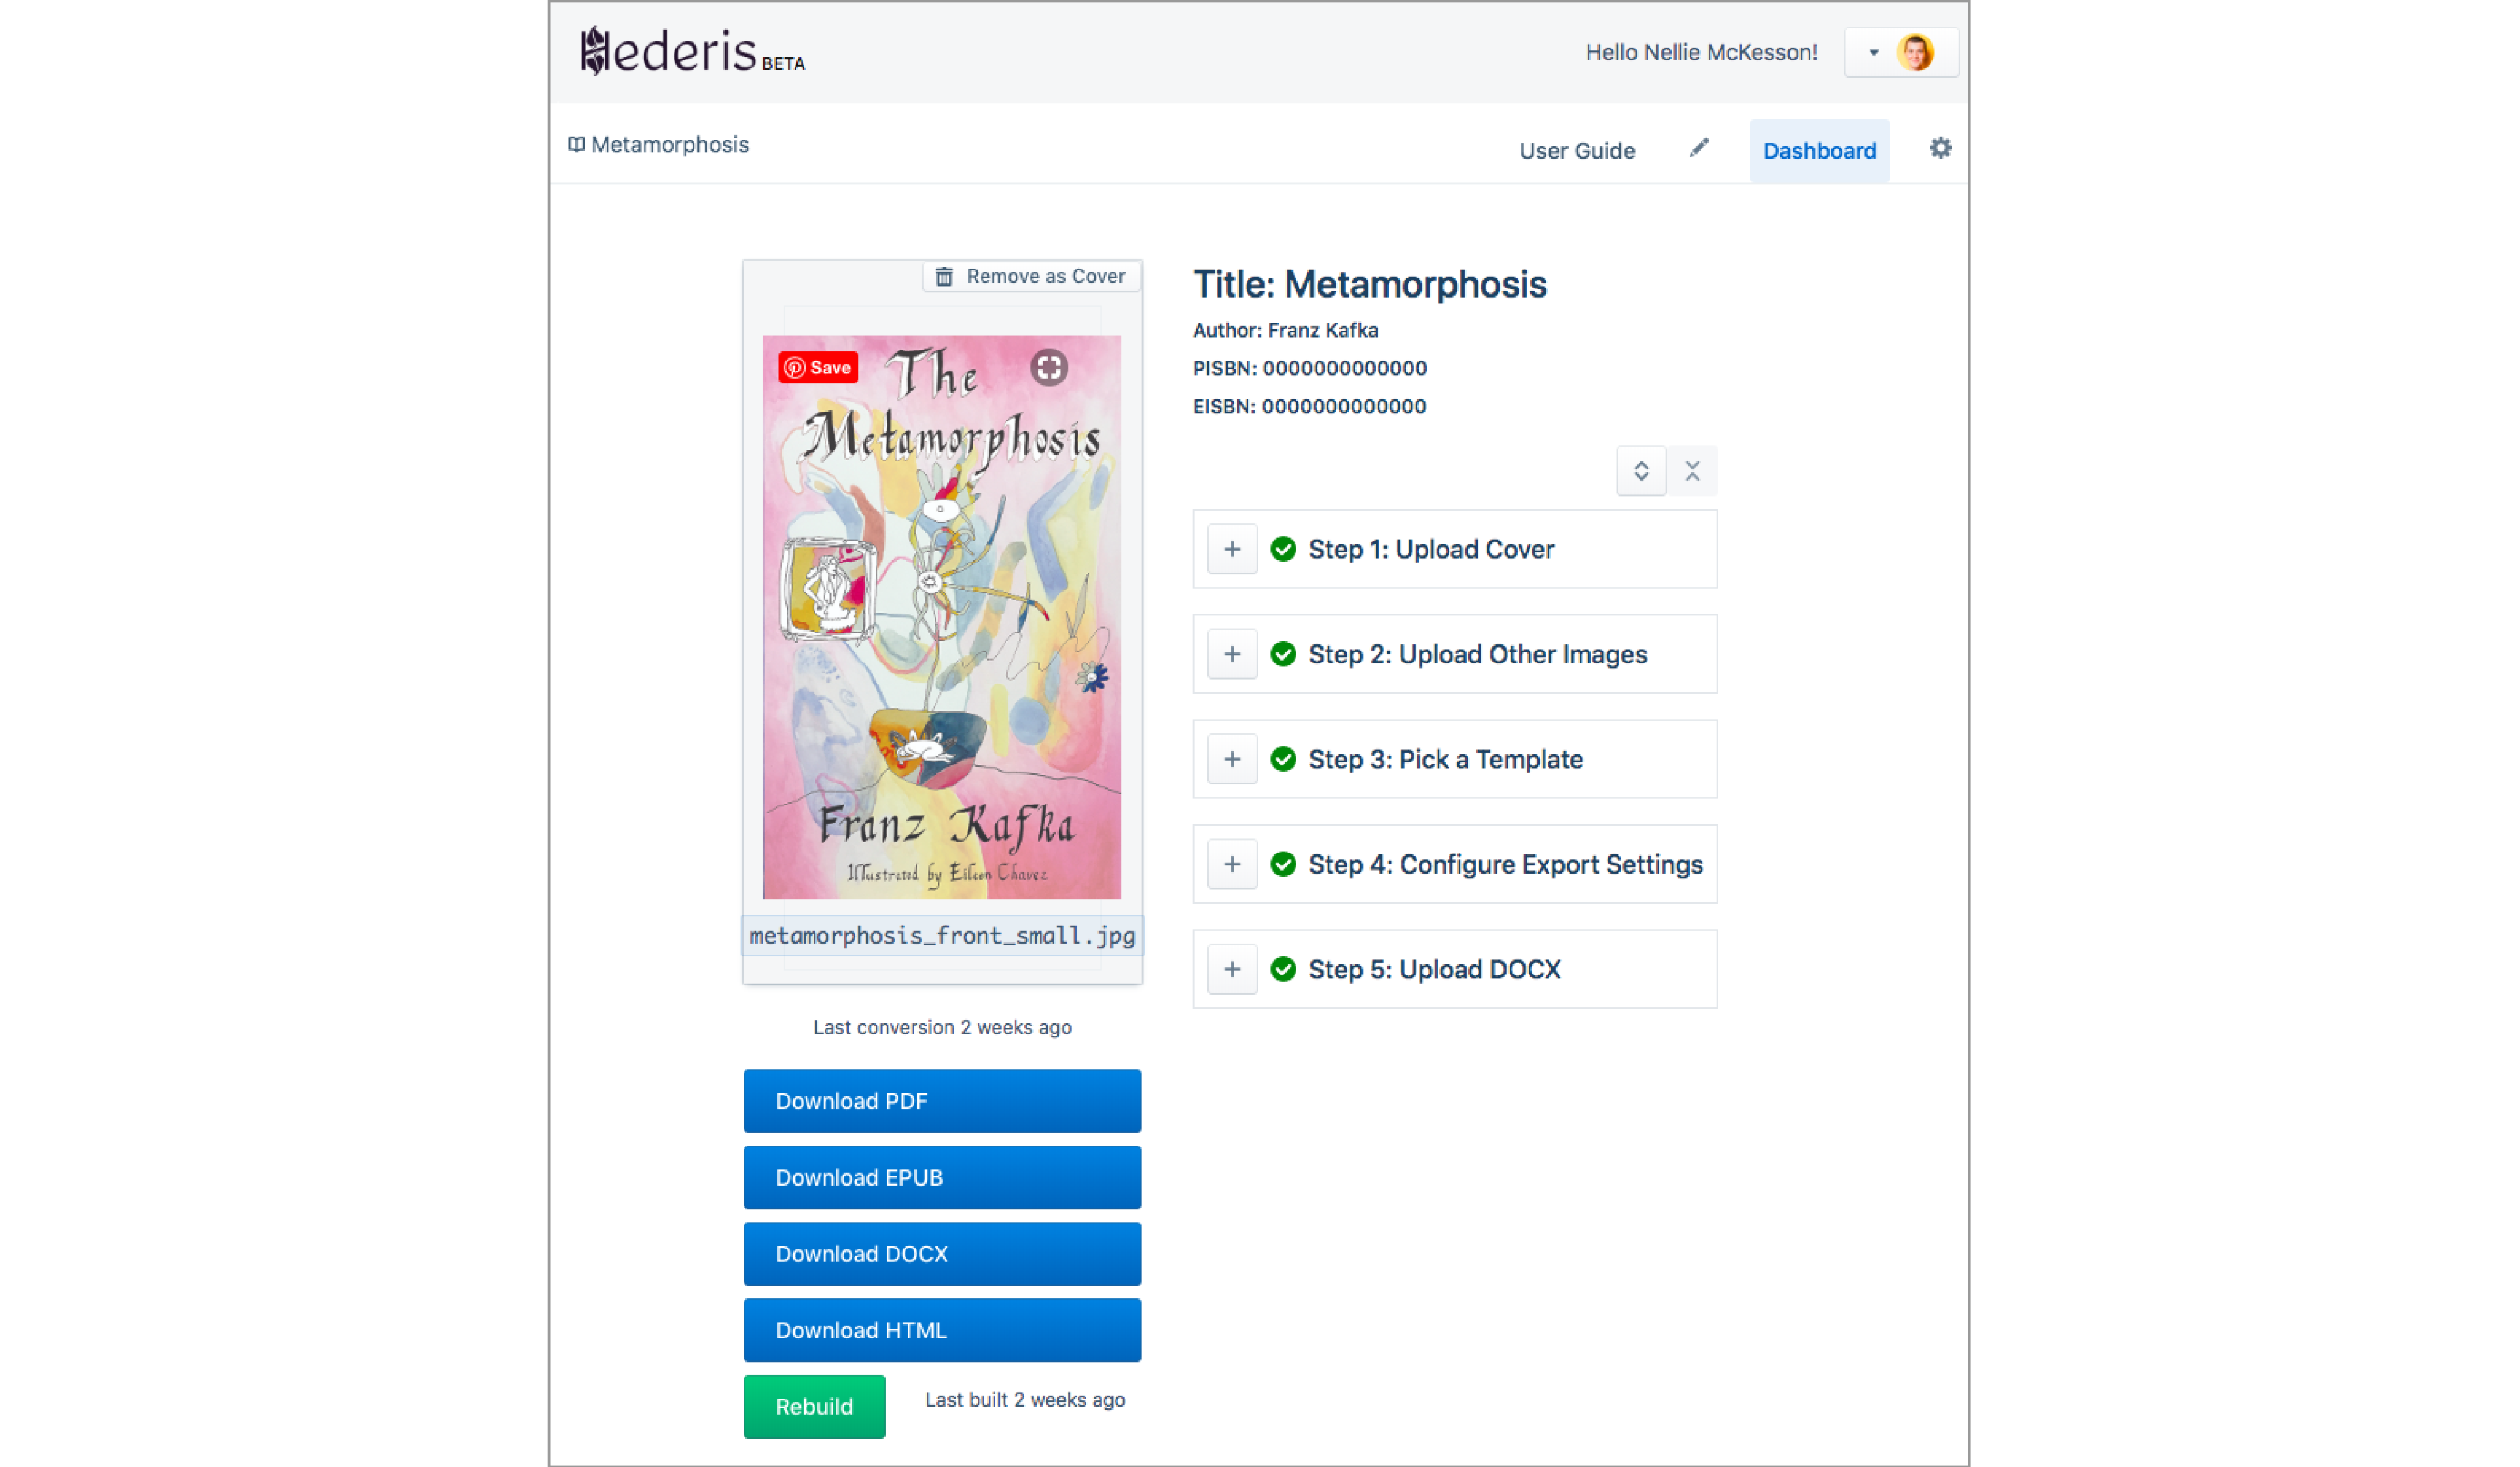 Hederis BETA
Hello Nellie McKesson!
Metamorphosis
User Guide
Dashboard
Remove as Cover
Save
The
Metamorphosis
Franz Kafka
Illustrated by Eileen Chavez
metamorphosis_front_small.jpg
Last conversion 2 weeks ago
Download PDF
Download EPUB
Download DOCX
Download HTML
Rebuild
Last built 2 weeks ago
Title: Metamorphosis
Author: Franz Kafka
PISBN: 0000000000000
EISBN: 0000000000000
Step 1: Upload Cover
Step 2: Upload Other Images
Step 3: Pick a Template
Step 4: Configure Export Settings
Step 5: Upload DOCX